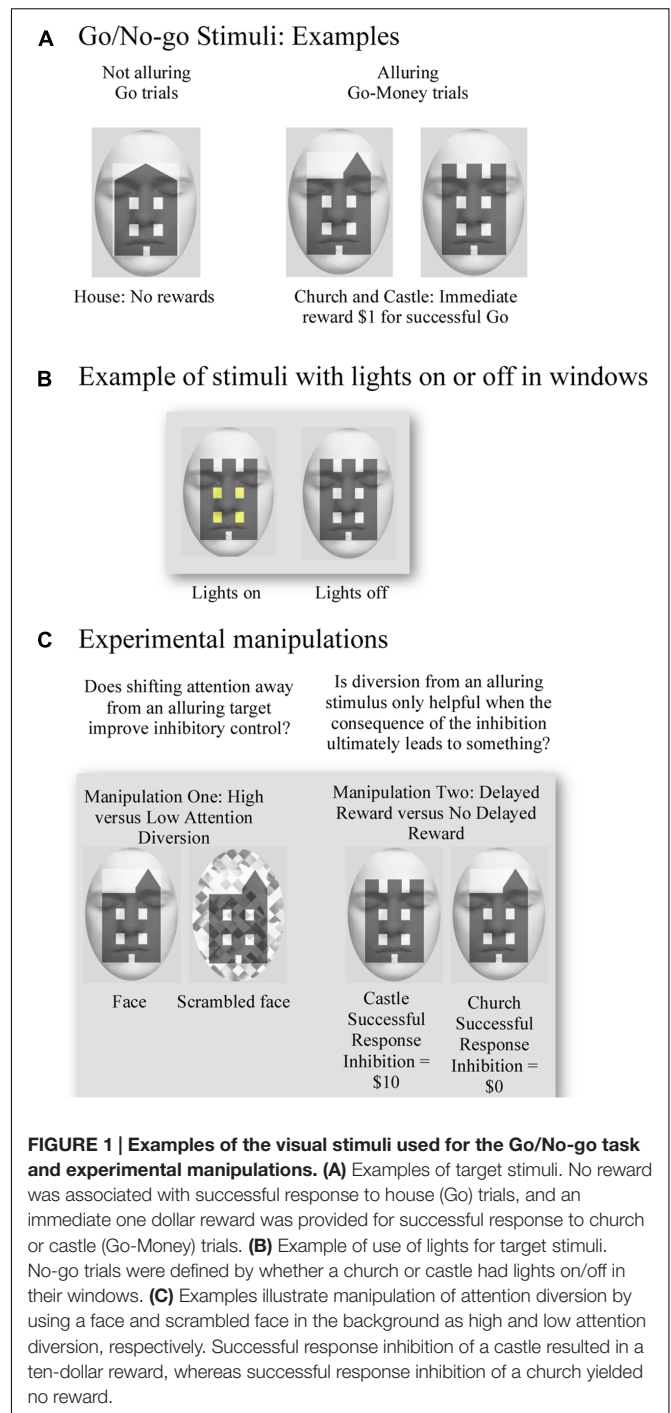 A Go/No-go Stimuli: Examples
Not alluring
Go trials
Alluring
Go-Money trials
House: No rewards
Church and Castle: Immediate
reward $1 for successful Go
B Example of stimuli with lights on or off in windows
Lights on
Lights off
C Experimental manipulations
Does shifting attention away
from an alluring target
improve inhibitory control?
Is diversion from an alluring
stimulus only helpful when the
consequence of the inhibition
ultimately leads to something?
Manipulation One: High
versus Low Attention
Diversion
Face
Scrambled face
Manipulation Two: Delayed
Reward versus No Delayed
Reward
Castle
Successful
Response
Inhibition =
$10
Church
Successful
Response
Inhibition =
$0
FIGURE 1 | Examples of the visual stimuli used for the Go/No-go task
and experimental manipulations. (A) Examples of target stimuli. No reward
was associated with successful response to house (Go) trials, and an
immediate one dollar reward was provided for successful response to church
or castle (Go-Money) trials. (B) Example of use of lights for target stimuli.
No-go trials were defined by whether a church or castle had lights on/off in
their windows. (C) Examples illustrate manipulation of attention diversion by
using a face and scrambled face in the background as high and low attention
diversion, respectively. Successful response inhibition of a castle resulted in a
ten-dollar reward, whereas successful response inhibition of a church yielded
no reward.